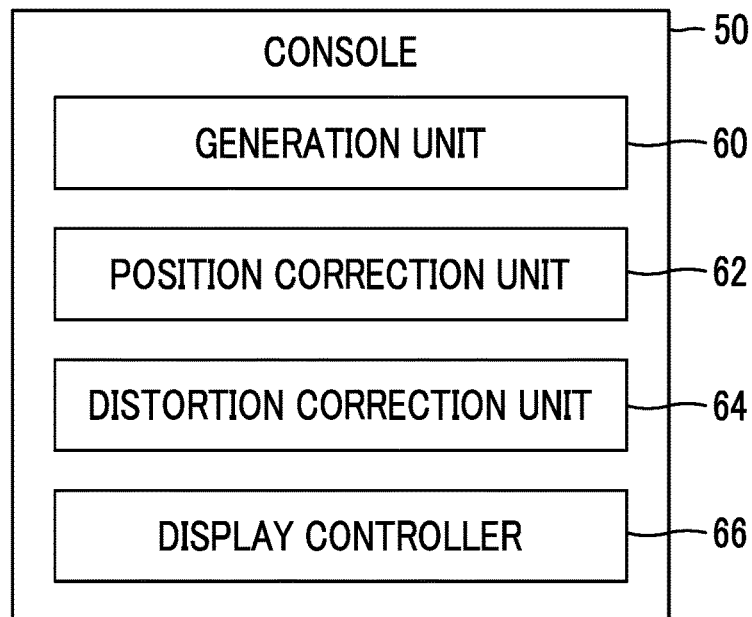 CONSOLE 50
GENERATION UNIT 60
POSITION CORRECTION UNIT 62
DISTORTION CORRECTION UNIT 64
DISPLAY CONTROLLER 66